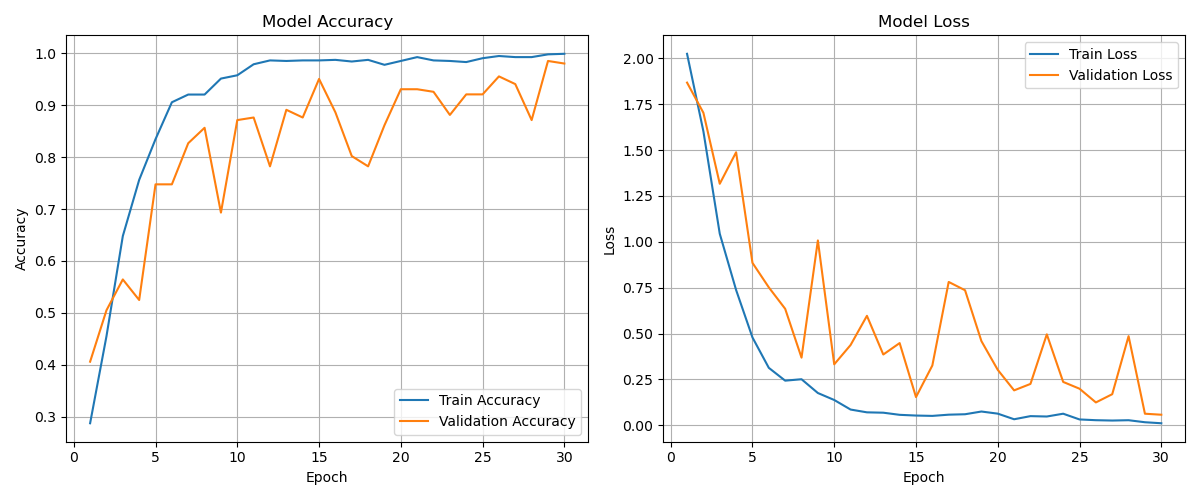 Model Accuracy
1.0
0.9
0.8
0.7
0.6
0.5
0.4
0.3
Accuracy
Train Accuracy
Validation Accuracy
0 5 10 15 20 25 30
Epoch
Model Loss
2.00
1.75
1.50
1.25
1.00
0.75
0.50
0.25
0.00
Loss
Train Loss
Validation Loss
0 5 10 15 20 25 30
Epoch